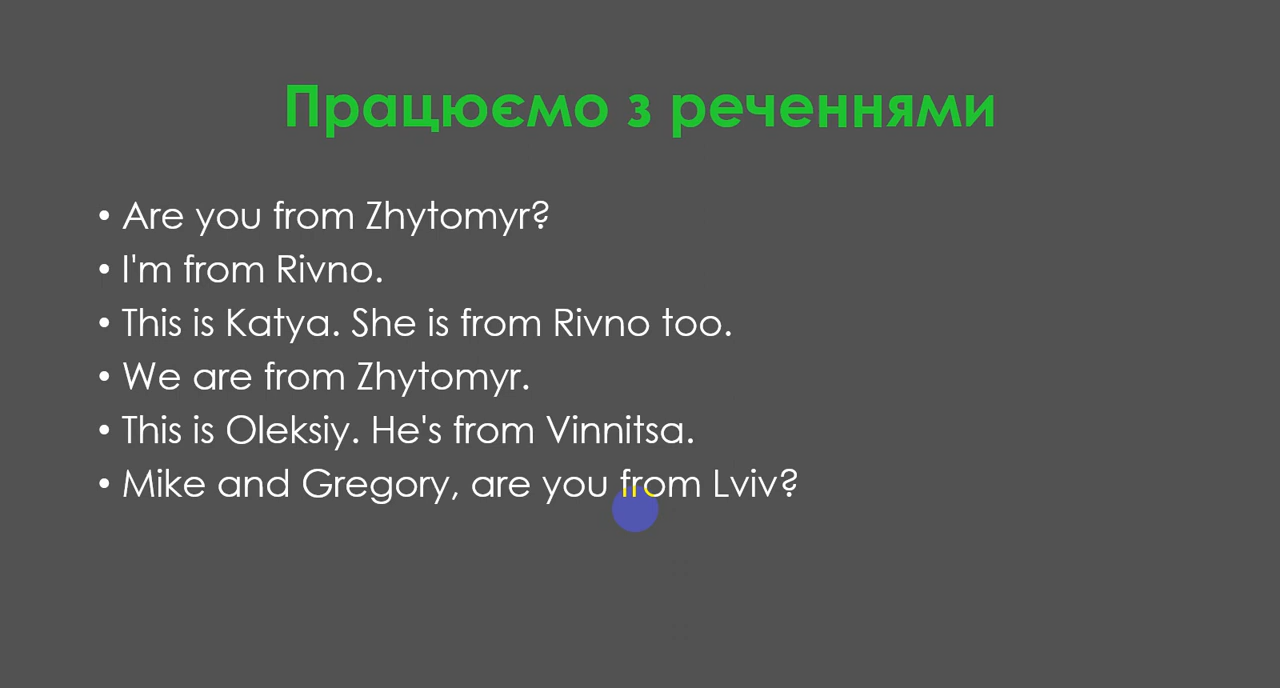 Працюємо з реченнями
• Are you from Zhytomyr?
• I'm from Rivno.
• This is Katya. She is from Rivno too.
• We are from Zhytomyr.
• This is Oleksiy. He's from Vinnitsa.
• Mike and Gregory, are you from Lviv?